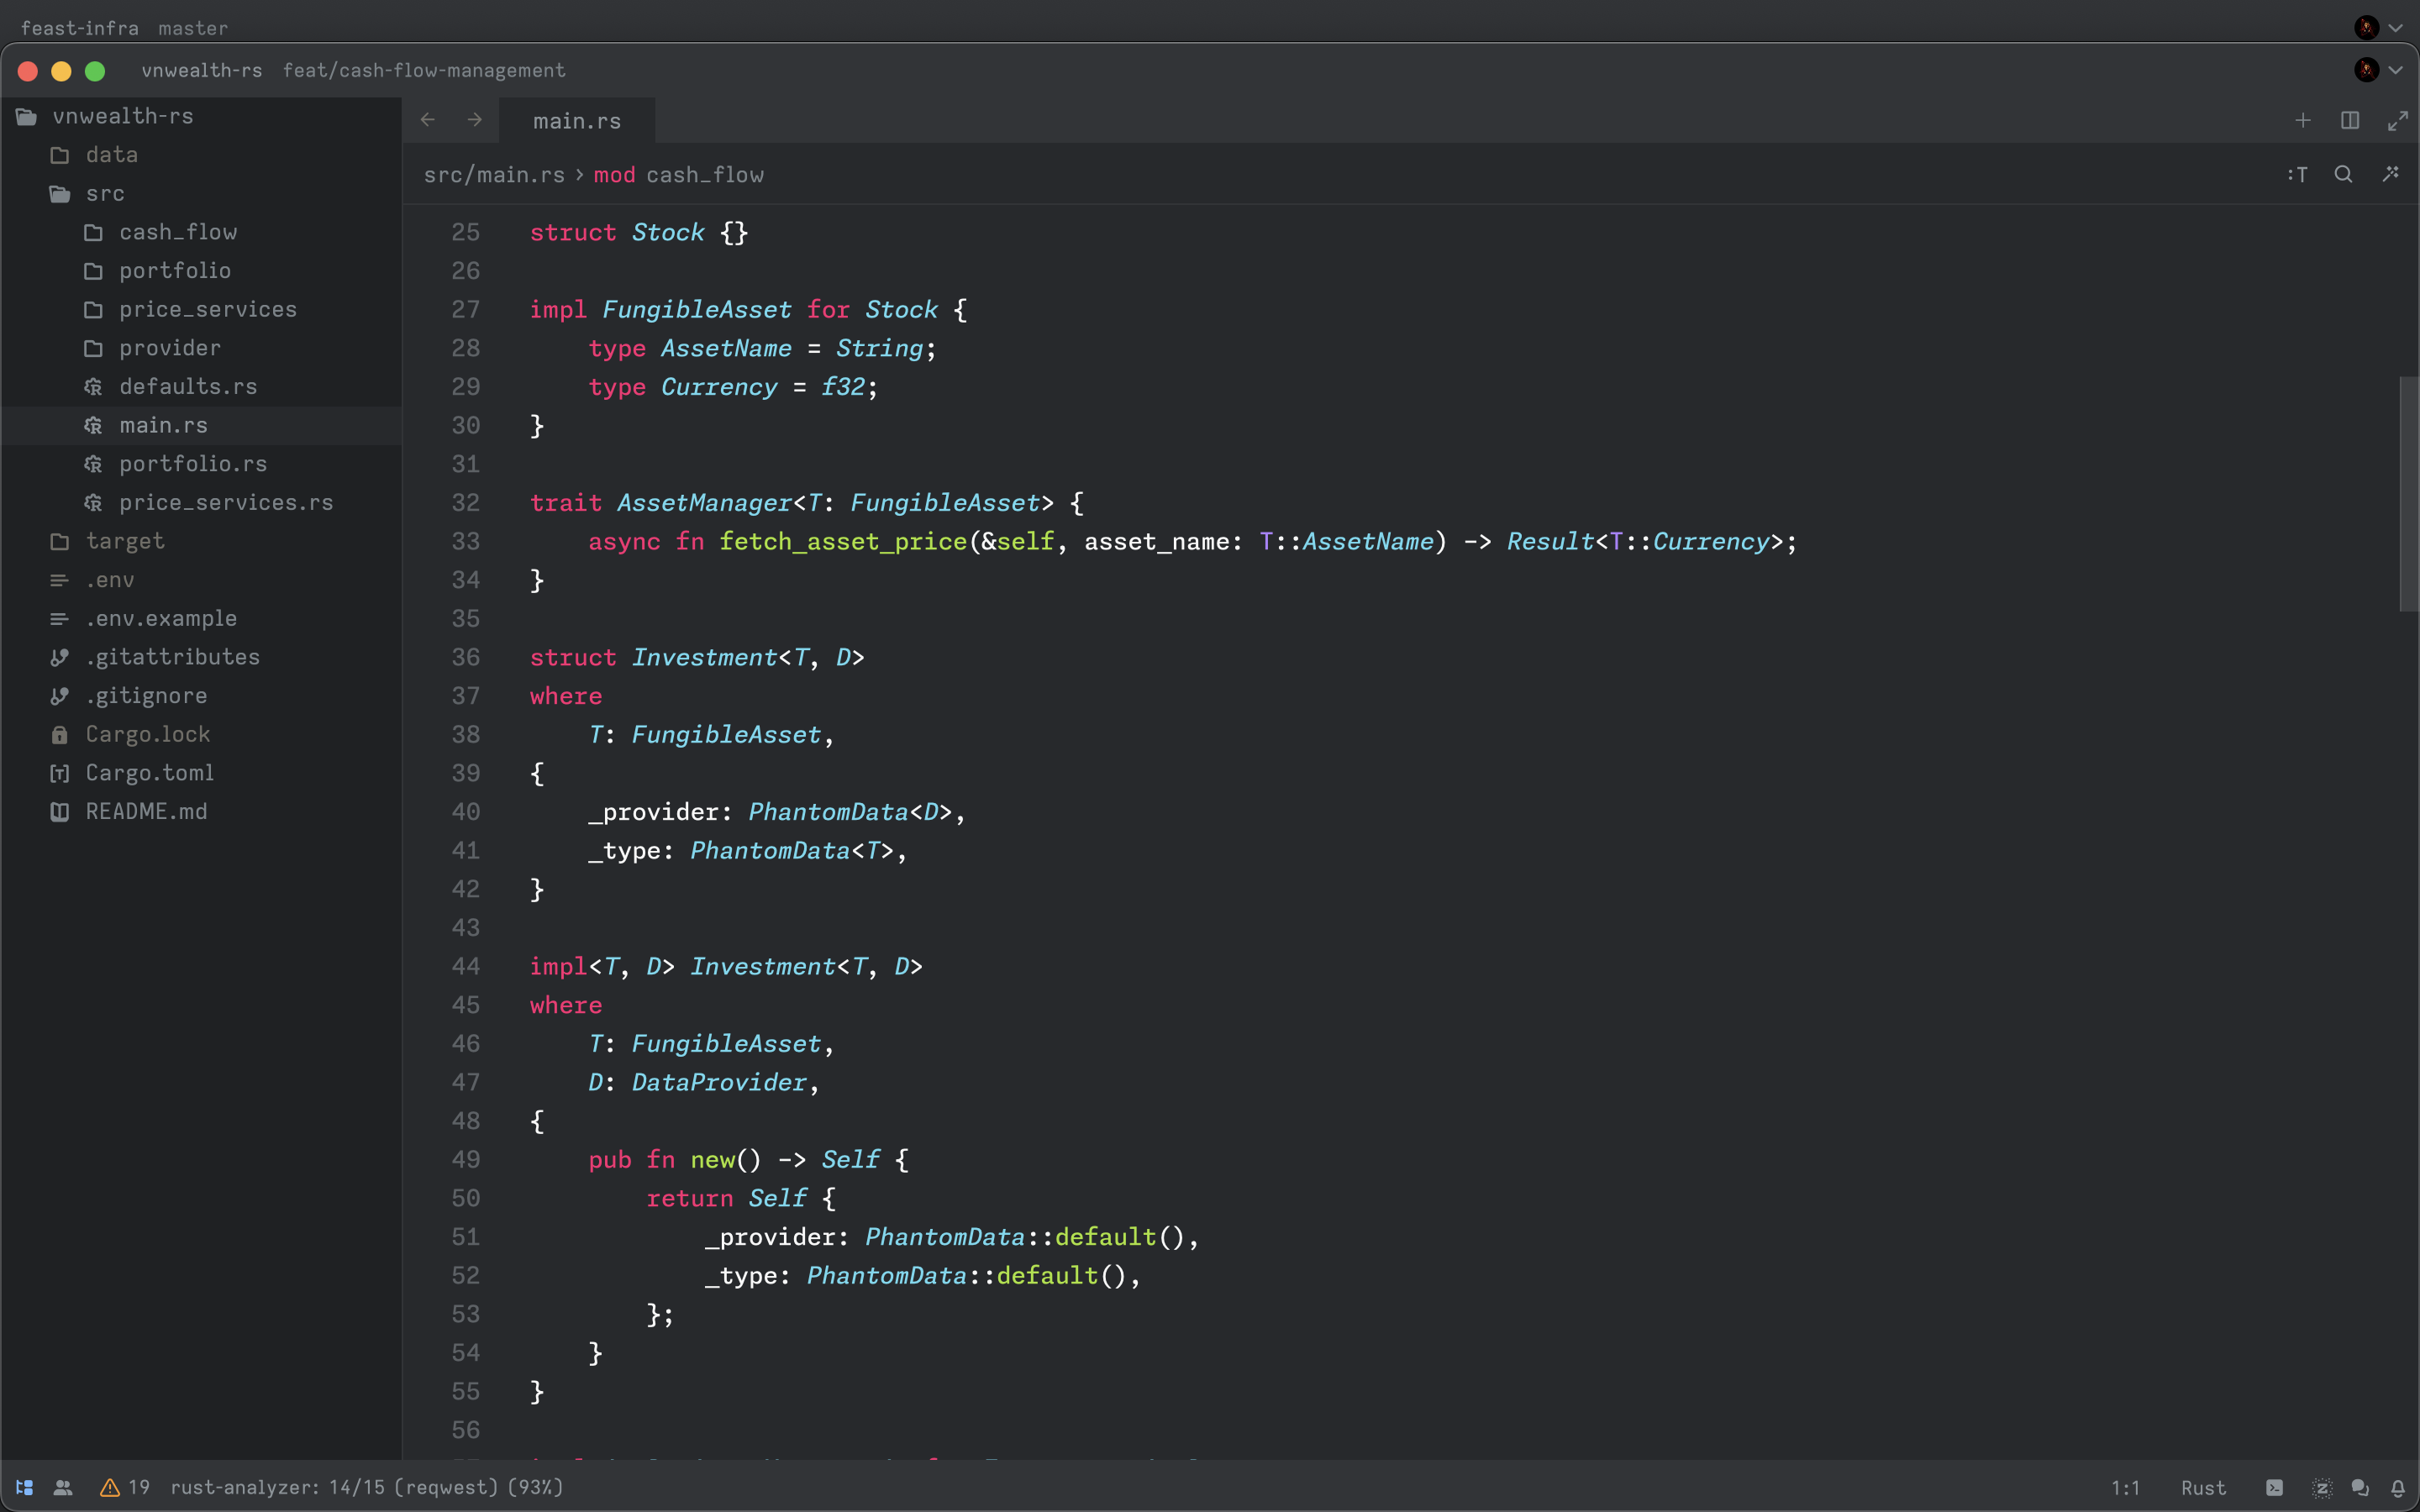 feast-infra master
vnwealth-rs feat/cash-flow-management
vnwealth-rs
data
src
cash_flow
portfolio
price_services
provider
defaults.rs
main.rs
portfolio.rs
price_services.rs
target
.env
.env.example
.gitattributes
.gitignore
Cargo.lock
Cargo.toml
README.md
main.rs
src/main.rs › mod cash_flow
:T
25 struct Stock {}
26
27 impl FungibleAsset for Stock {
28     type AssetName = String;
29     type Currency = f32;
30 }
31
32 trait AssetManager<T: FungibleAsset> {
33     async fn fetch_asset_price(&self, asset_name: T::AssetName) -> Result<T::Currency>;
34 }
35
36 struct Investment<T, D>
37 where
38     T: FungibleAsset,
39 {
40     _provider: PhantomData<D>,
41     _type: PhantomData<T>,
42 }
43
44 impl<T, D> Investment<T, D>
45 where
46     T: FungibleAsset,
47     D: DataProvider,
48 {
49     pub fn new() -> Self {
50         return Self {
51             _provider: PhantomData::default(),
52             _type: PhantomData::default(),
53         };
54     }
55 }
56
19 rust-analyzer: 14/15 (reqwest) (93%)
1:1 Rust